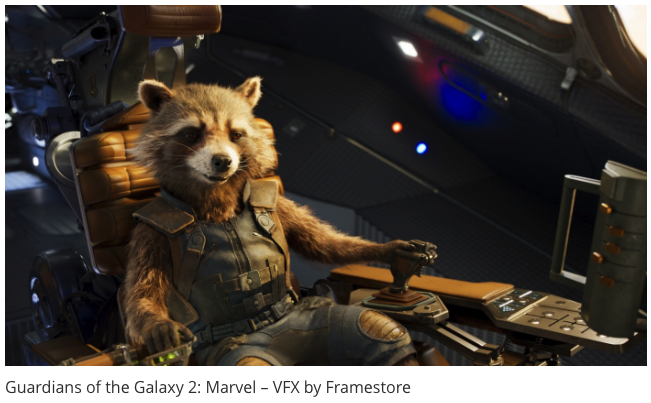 Guardians of the Galaxy 2: Marvel – VFX by Framestore